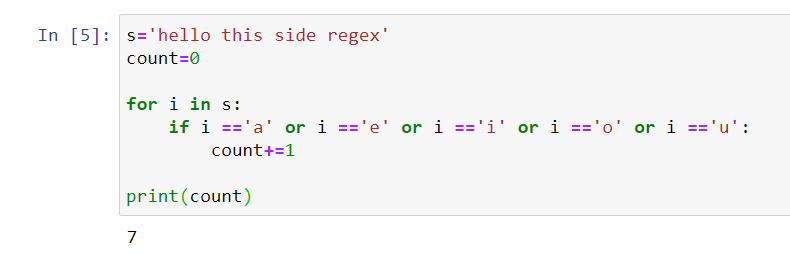 In [5]: s='hello this side regex'
count=0
for i in s:
    if i =='a' or i =='e' or i =='i' or i =='o' or i =='u':
        count+=1
print(count)
7